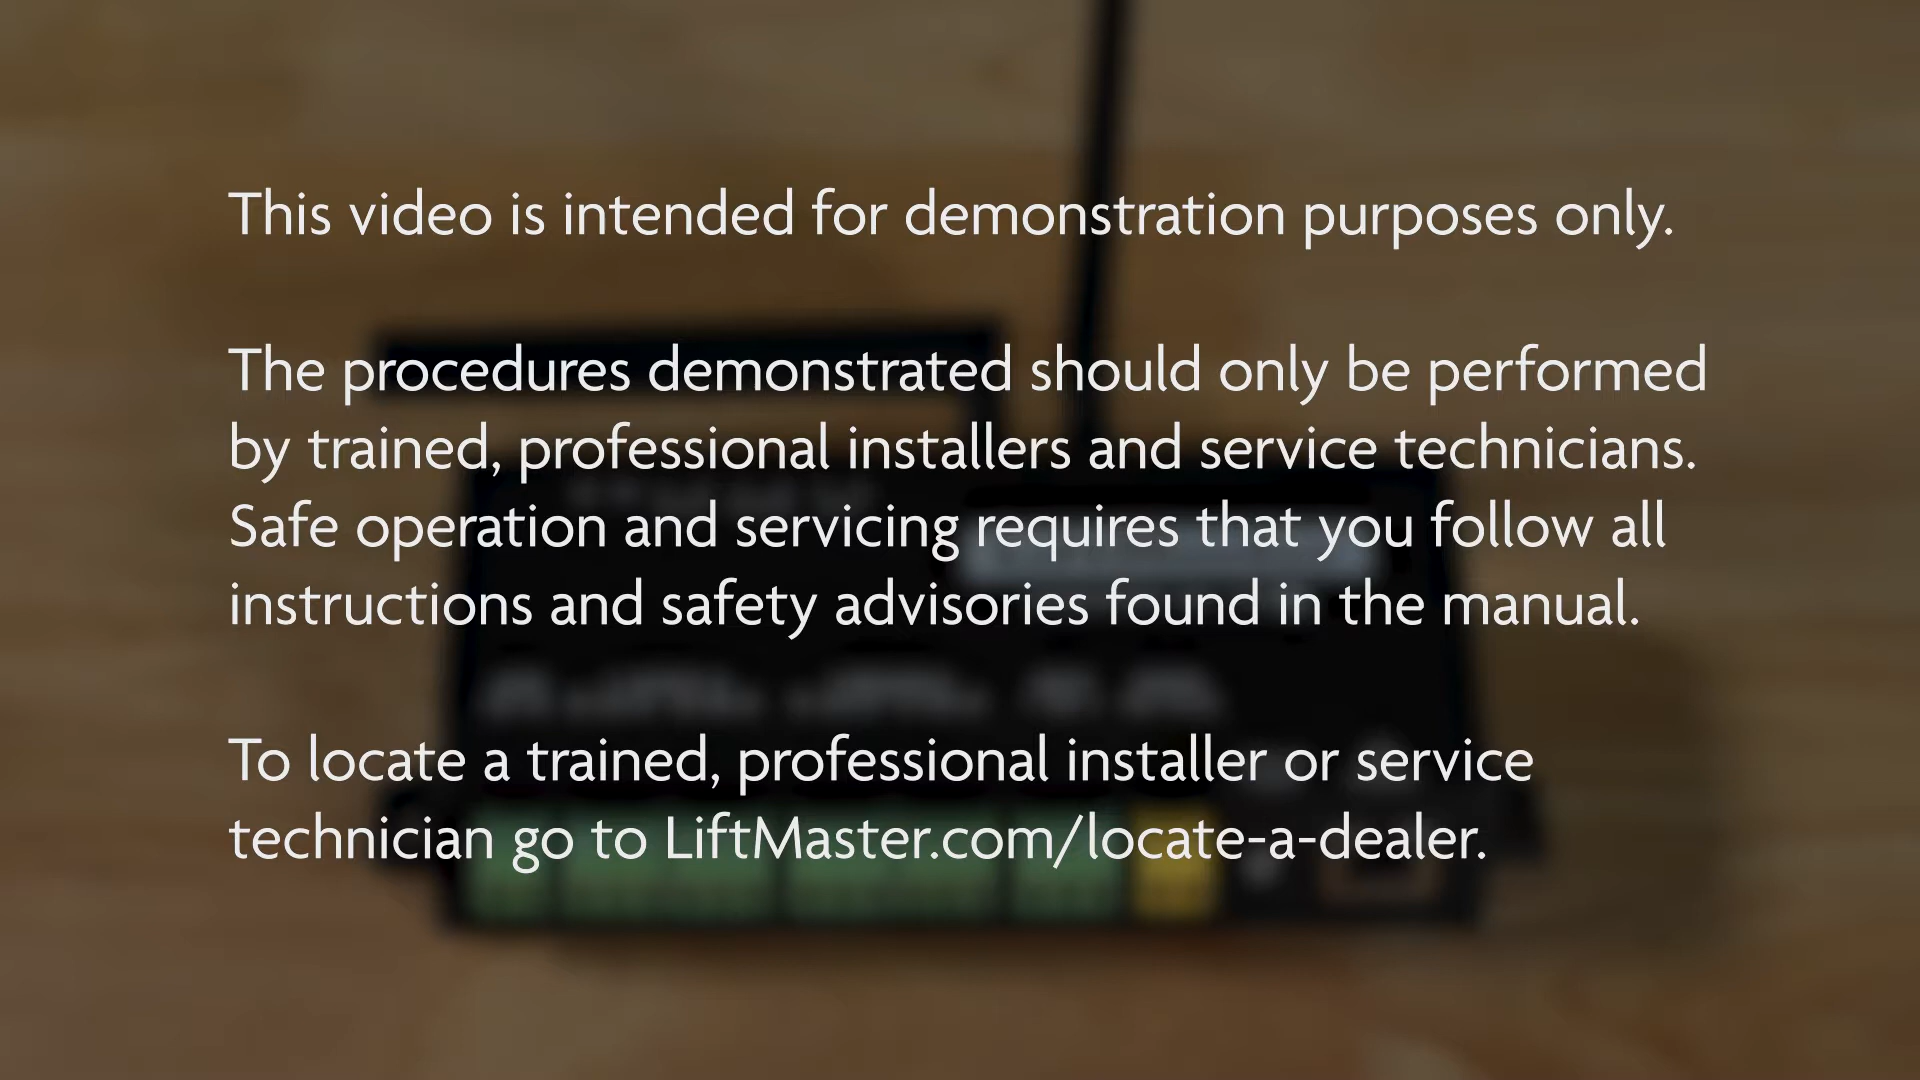 This video is intended for demonstration purposes only.
The procedures demonstrated should only be performed
by trained, professional installers and service technicians.
Safe operation and servicing requires that you follow all
instructions and safety advisories found in the manual.
To locate a trained, professional installer or service
technician go to LiftMaster.com/locate-a-dealer.